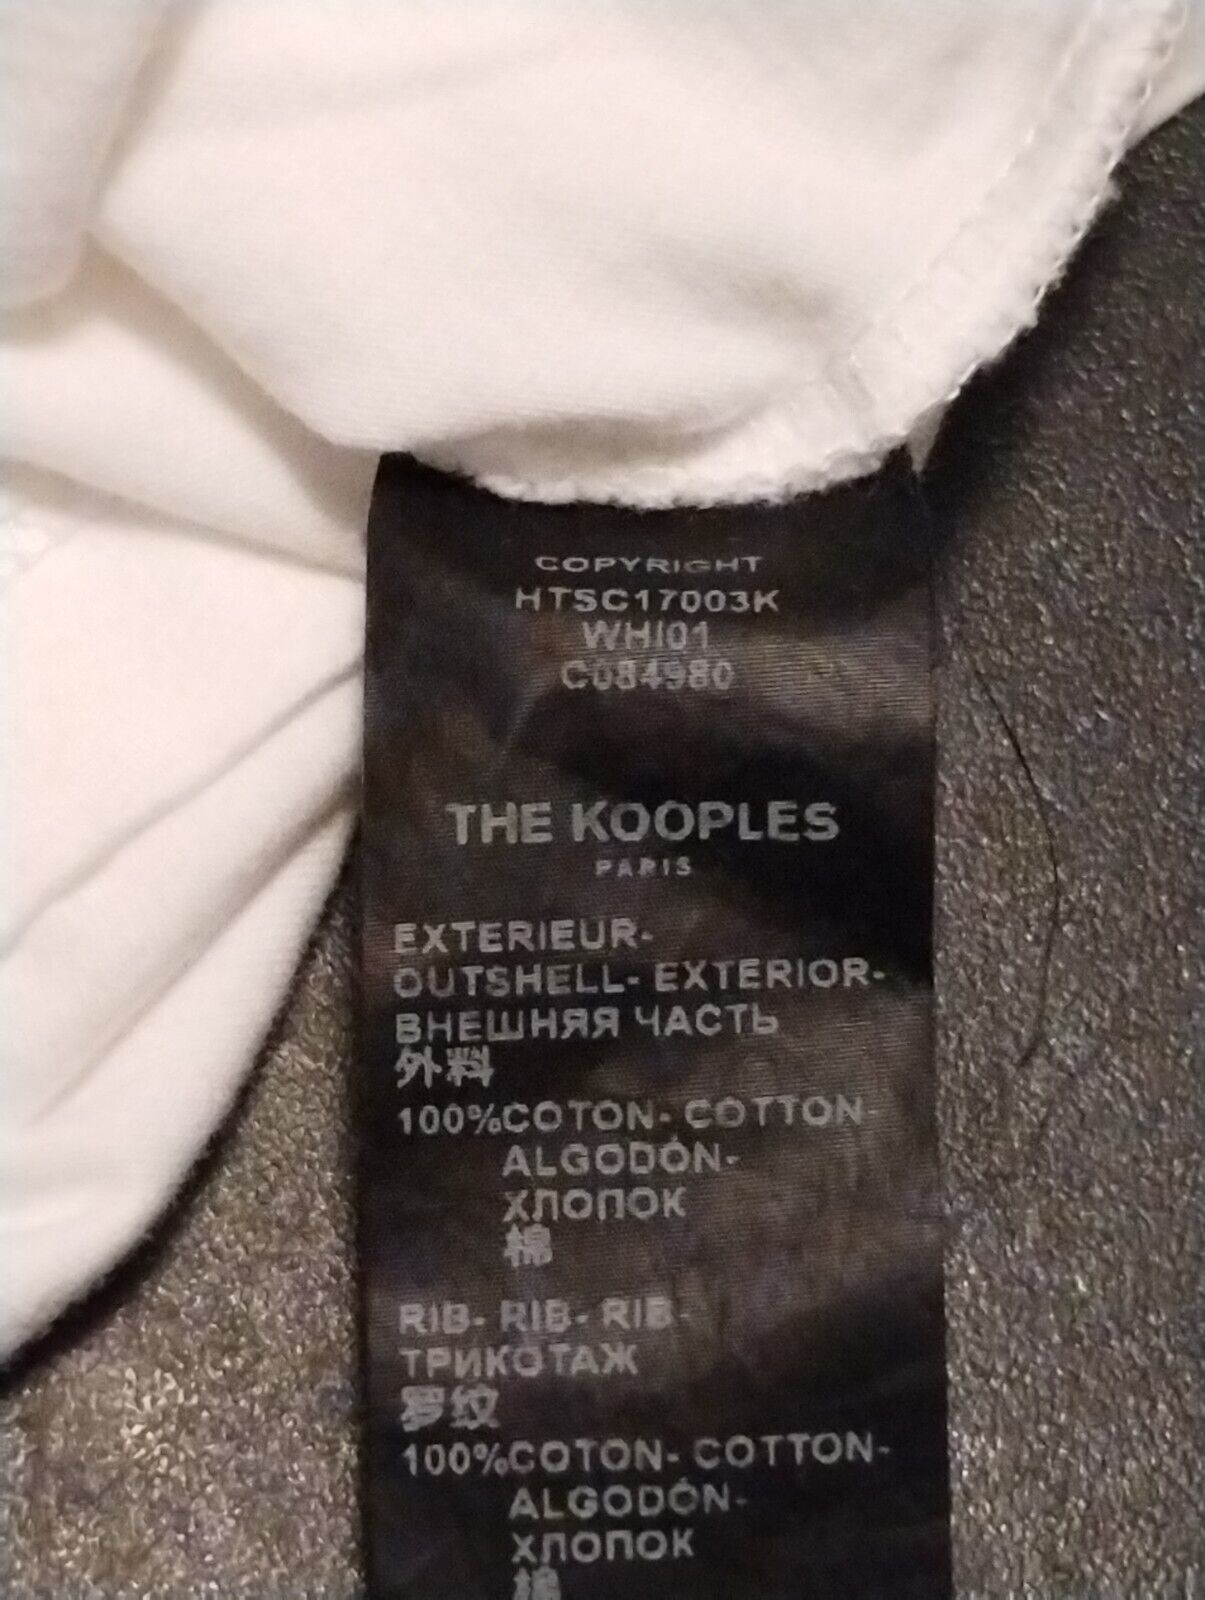 COPYRIGHT
HTSC17003K
WHI01
C084980
THE KOOPLES
PARIS
EXTERIEUR-
OUTSHELL- EXTERIOR-
ВНЕШНЯЯ ЧАСТЬ
外料
100%COTON- COTTON-
ALGODÓN-
ХЛОПОК
棉
RIB- RIB- RIB-
ТРИКОТАЖ
罗纹
100%COTON- COTTON-
ALGODÓN-
ХЛОПОК
棉